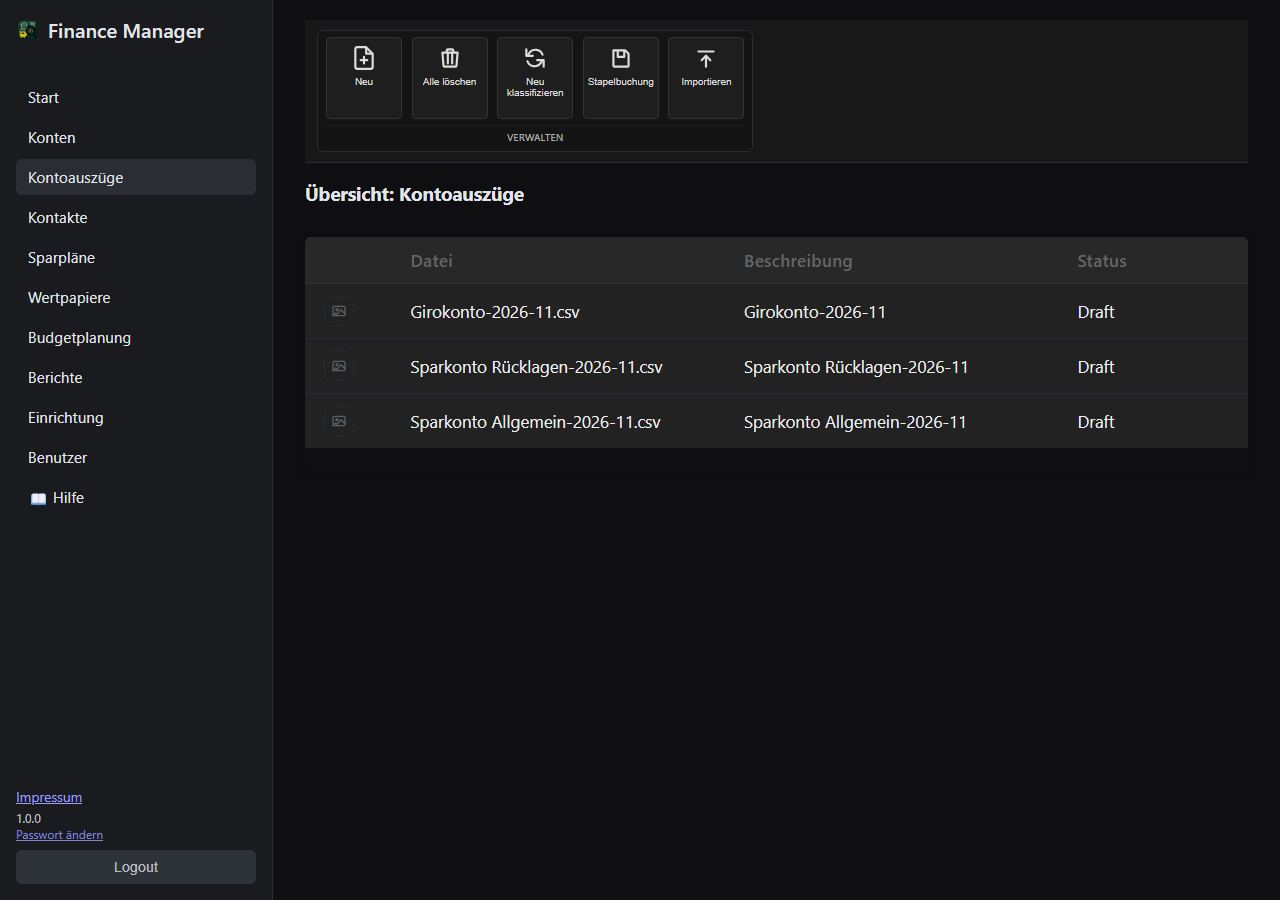 Finance Manager
Start
Konten
Kontoauszüge
Kontakte
Sparpläne
Wertpapiere
Budgetplanung
Berichte
Einrichtung
Benutzer
Hilfe
Impressum
1.0.0
Passwort ändern
Logout
Neu
Alle löschen
Neu
klassifizieren
Stapelbuchung
Importieren
VERWALTEN
Übersicht: Kontoauszüge
Datei Beschreibung Status
Girokonto-2026-11.csv Girokonto-2026-11 Draft
Sparkonto Rücklagen-2026-11.csv Sparkonto Rücklagen-2026-11 Draft
Sparkonto Allgemein-2026-11.csv Sparkonto Allgemein-2026-11 Draft